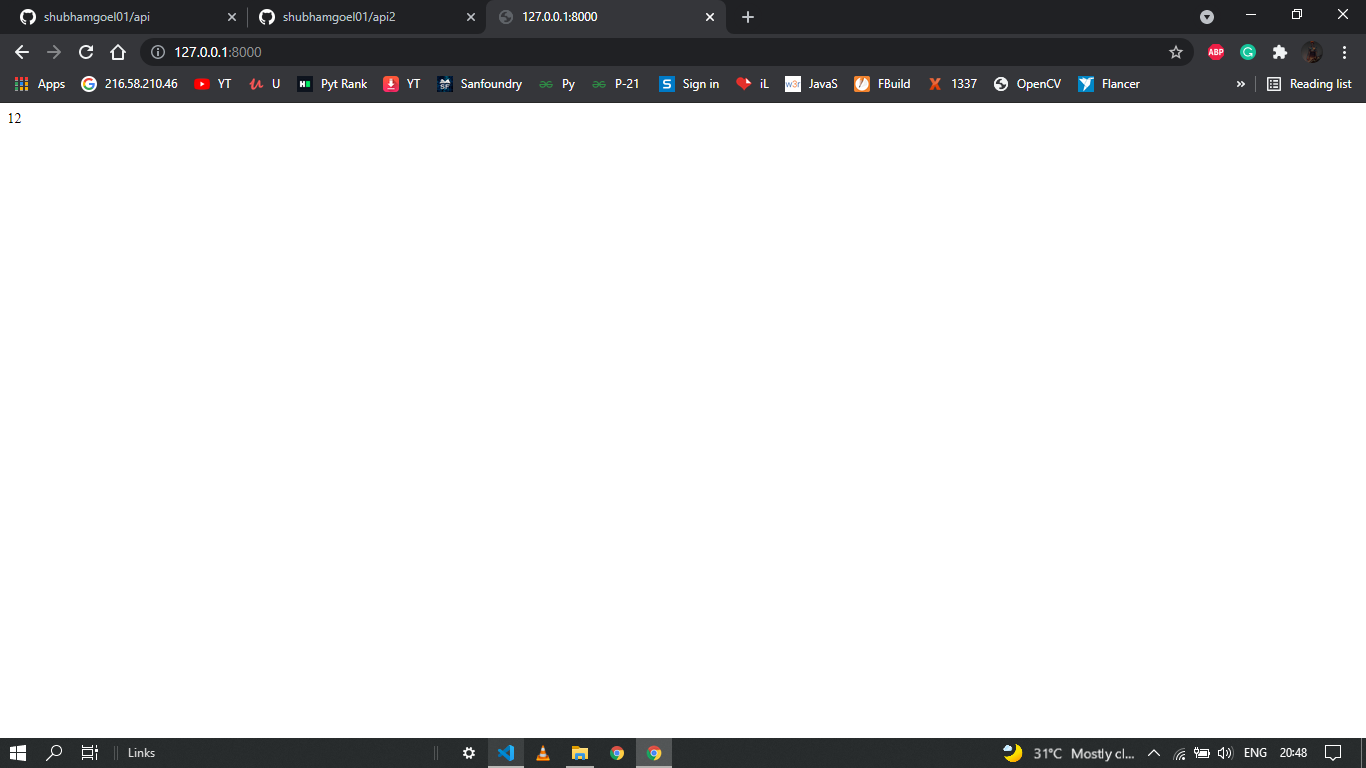 shubhamgoel01/api shubhamgoel01/api2 127.0.0.1:8000
127.0.0.1:8000 ABP
Apps 216.58.210.46 YT U Pyt Rank YT Sanfoundry Py P-21 Sign in iL JavaS FBuild 1337 OpenCV Flancer » Reading list
12
Links 31°C Mostly cl... ENG 20:48